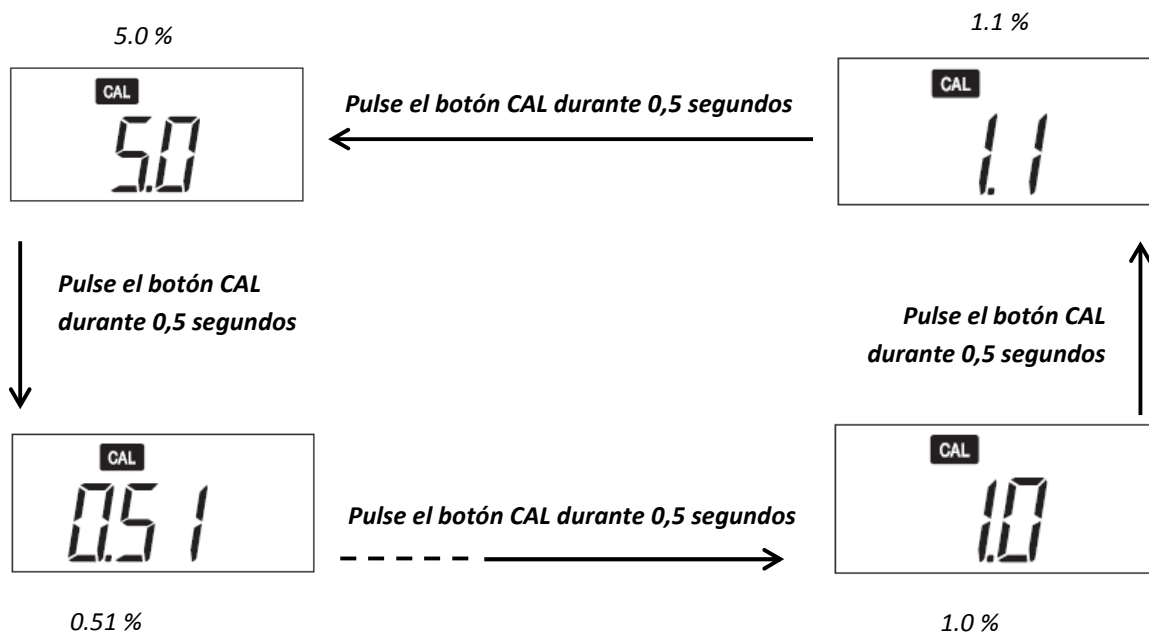 5.0 %
CAL
5.0
Pulse el botón CAL durante 0,5 segundos
1.1 %
CAL
1.1
Pulse el botón CAL
durante 0,5 segundos
Pulse el botón CAL
durante 0,5 segundos
CAL
0.51
0.51 %
Pulse el botón CAL durante 0,5 segundos
CAL
1.0
1.0 %